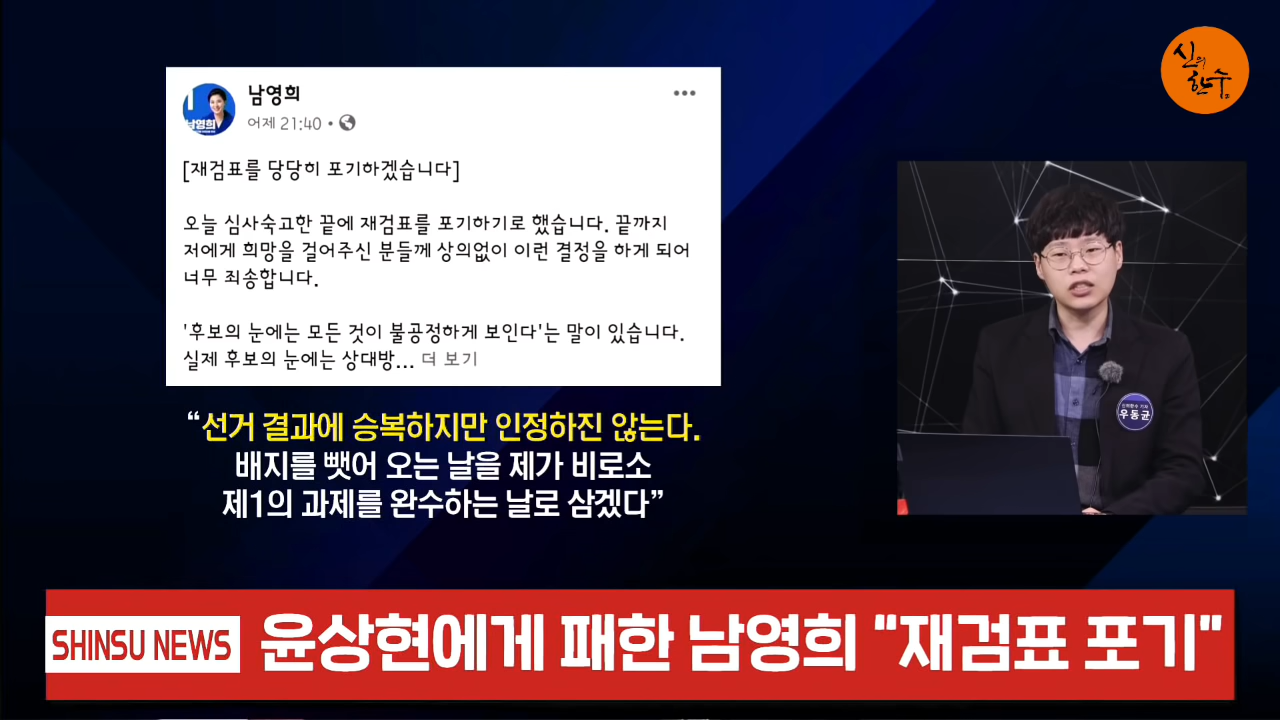 신의
한수
남영희
남영희
어제 21:40 •
[재검표를 당당히 포기하겠습니다]
오늘 심사숙고한 끝에 재검표를 포기하기로 했습니다. 끝까지
저에게 희망을 걸어주신 분들께 상의없이 이런 결정을 하게 되어
너무 죄송합니다.
'후보의 눈에는 모든 것이 불공정하게 보인다'는 말이 있습니다.
실제 후보의 눈에는 상대방... 더 보기
“선거 결과에 승복하지만 인정하진 않는다.
배지를 뺏어 오는 날을 제가 비로소
제1의 과제를 완수하는 날로 삼겠다”
신의한수 기자
우동균
SHINSU NEWS 윤상현에게 패한 남영희 "재검표 포기"